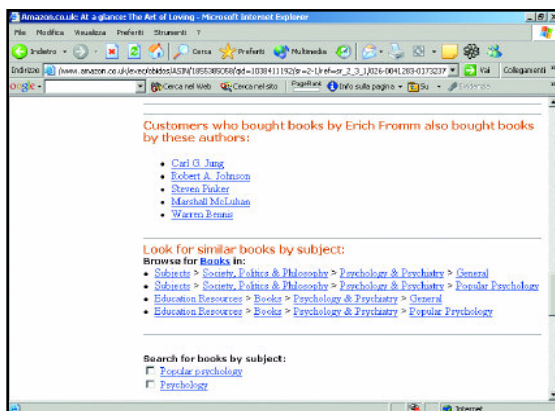 Amazon.co.uk: At a glance: The Art of Loving - Microsoft Internet Explorer
File Modifica Visualizza Preferiti Strumenti ?
Indietro Cerca Preferiti Multimedia
Indirizzo Vai Collegamenti
Google Cerca nel Web Cerca nel sito PageRank Info sulla pagina Su Evidenzia
Customers who bought books by Erich Fromm also bought books
by these authors:
• Carl G. Jung
• Robert A. Johnson
• Steven Pinker
• Marshall McLuhan
• Warren Bennis
Look for similar books by subject:
Browse for Books in:
• Subjects > Society, Politics & Philosophy > Psychology & Psychiatry > General
• Subjects > Society, Politics & Philosophy > Psychology & Psychiatry > Popular Psychology
• Education Resources > Books > Psychology & Psychiatry > General
• Education Resources > Books > Psychology & Psychiatry > Popular Psychology
Search for books by subject:
Popular psychology
Psychology
Internet